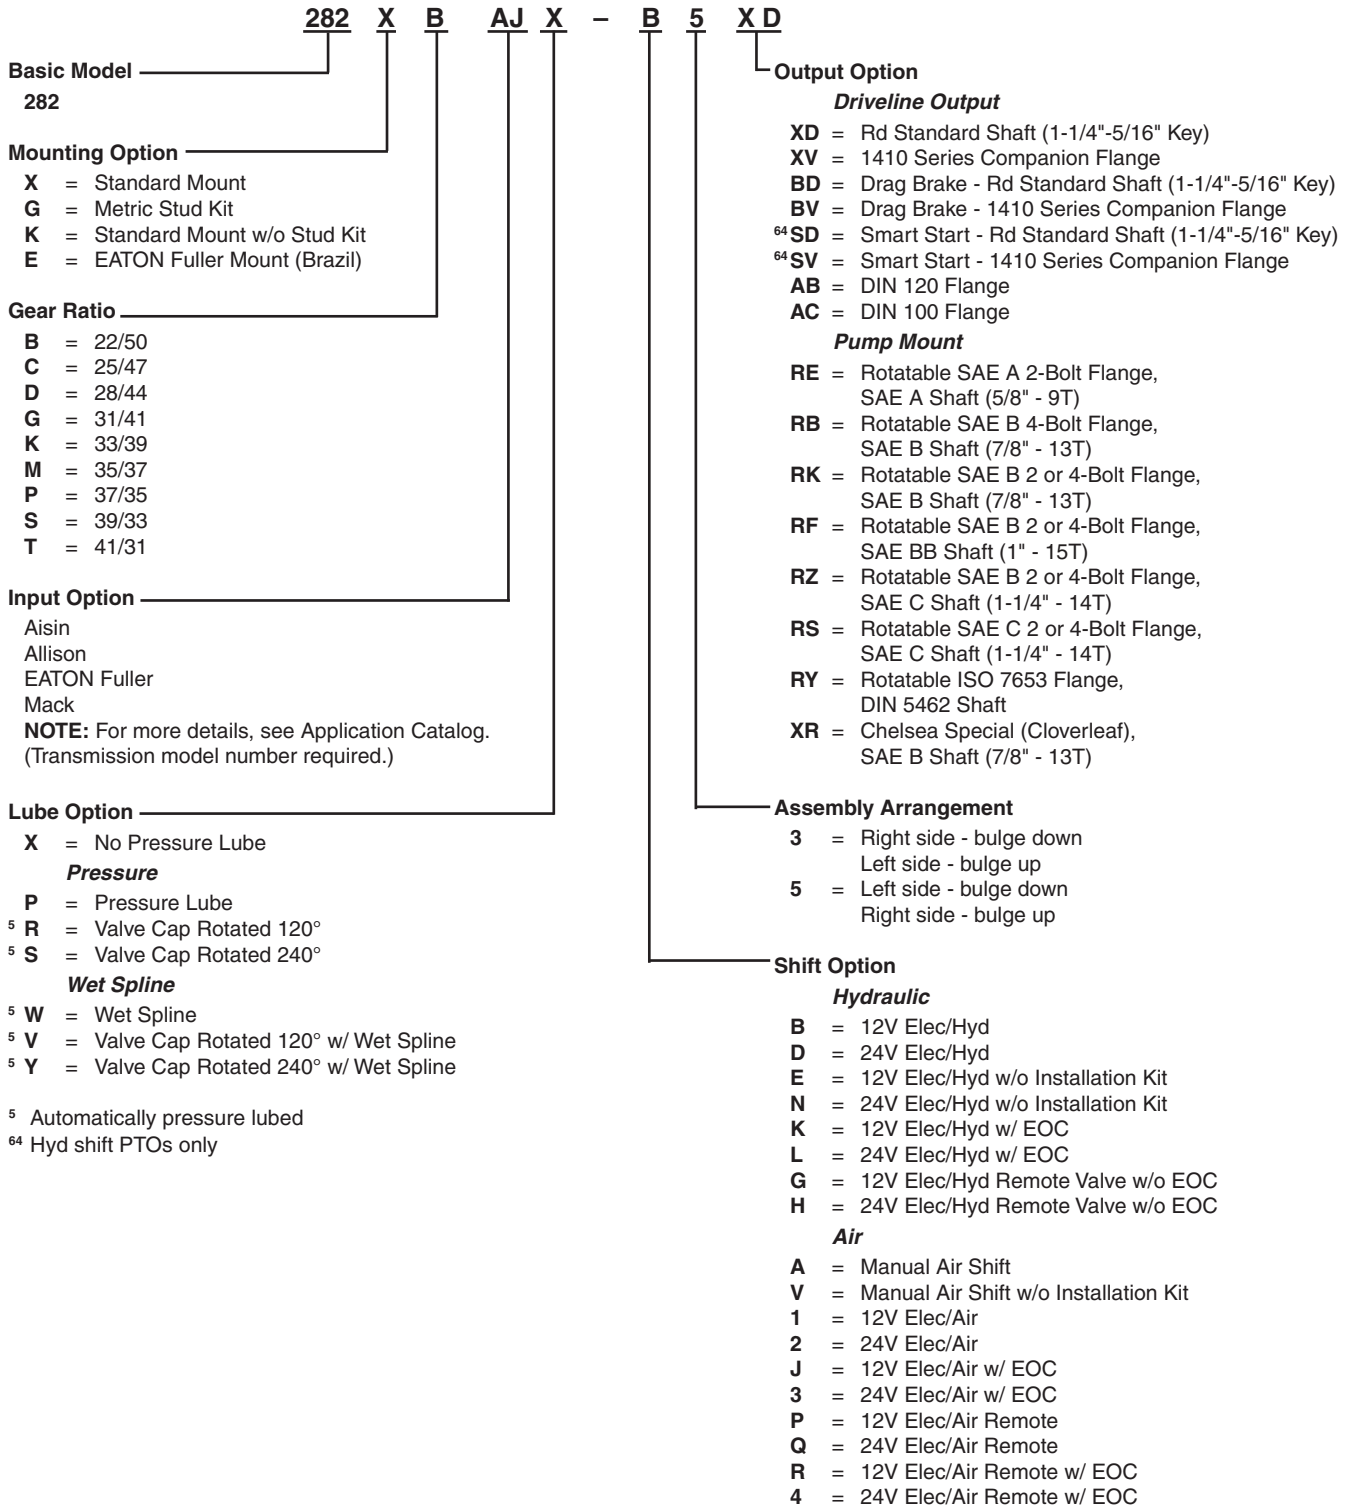 282 X B AJ X – B 5 X D
Basic Model
282
Mounting Option
X = Standard Mount
G = Metric Stud Kit
K = Standard Mount w/o Stud Kit
E = EATON Fuller Mount (Brazil)
Gear Ratio
B = 22/50
C = 25/47
D = 28/44
G = 31/41
K = 33/39
M = 35/37
P = 37/35
S = 39/33
T = 41/31
Input Option
Aisin
Allison
EATON Fuller
Mack
NOTE: For more details, see Application Catalog.
(Transmission model number required.)
Lube Option
X = No Pressure Lube
Pressure
P = Pressure Lube
5 R = Valve Cap Rotated 120°
5 S = Valve Cap Rotated 240°
Wet Spline
5 W = Wet Spline
5 V = Valve Cap Rotated 120° w/ Wet Spline
5 Y = Valve Cap Rotated 240° w/ Wet Spline
5 Automatically pressure lubed
64 Hyd shift PTOs only
Output Option
Driveline Output
XD = Rd Standard Shaft (1-1/4"-5/16" Key)
XV = 1410 Series Companion Flange
BD = Drag Brake - Rd Standard Shaft (1-1/4"-5/16" Key)
BV = Drag Brake - 1410 Series Companion Flange
64 SD = Smart Start - Rd Standard Shaft (1-1/4"-5/16" Key)
64 SV = Smart Start - 1410 Series Companion Flange
AB = DIN 120 Flange
AC = DIN 100 Flange
Pump Mount
RE = Rotatable SAE A 2-Bolt Flange,
SAE A Shaft (5/8" - 9T)
RB = Rotatable SAE B 4-Bolt Flange,
SAE B Shaft (7/8" - 13T)
RK = Rotatable SAE B 2 or 4-Bolt Flange,
SAE B Shaft (7/8" - 13T)
RF = Rotatable SAE B 2 or 4-Bolt Flange,
SAE BB Shaft (1" - 15T)
RZ = Rotatable SAE B 2 or 4-Bolt Flange,
SAE C Shaft (1-1/4" - 14T)
RS = Rotatable SAE C 2 or 4-Bolt Flange,
SAE C Shaft (1-1/4" - 14T)
RY = Rotatable ISO 7653 Flange,
DIN 5462 Shaft
XR = Chelsea Special (Cloverleaf),
SAE B Shaft (7/8" - 13T)
Assembly Arrangement
3 = Right side - bulge down
Left side - bulge up
5 = Left side - bulge down
Right side - bulge up
Shift Option
Hydraulic
B = 12V Elec/Hyd
D = 24V Elec/Hyd
E = 12V Elec/Hyd w/o Installation Kit
N = 24V Elec/Hyd w/o Installation Kit
K = 12V Elec/Hyd w/ EOC
L = 24V Elec/Hyd w/ EOC
G = 12V Elec/Hyd Remote Valve w/o EOC
H = 24V Elec/Hyd Remote Valve w/o EOC
Air
A = Manual Air Shift
V = Manual Air Shift w/o Installation Kit
1 = 12V Elec/Air
2 = 24V Elec/Air
J = 12V Elec/Air w/ EOC
3 = 24V Elec/Air w/ EOC
P = 12V Elec/Air Remote
Q = 24V Elec/Air Remote
R = 12V Elec/Air Remote w/ EOC
4 = 24V Elec/Air Remote w/ EOC